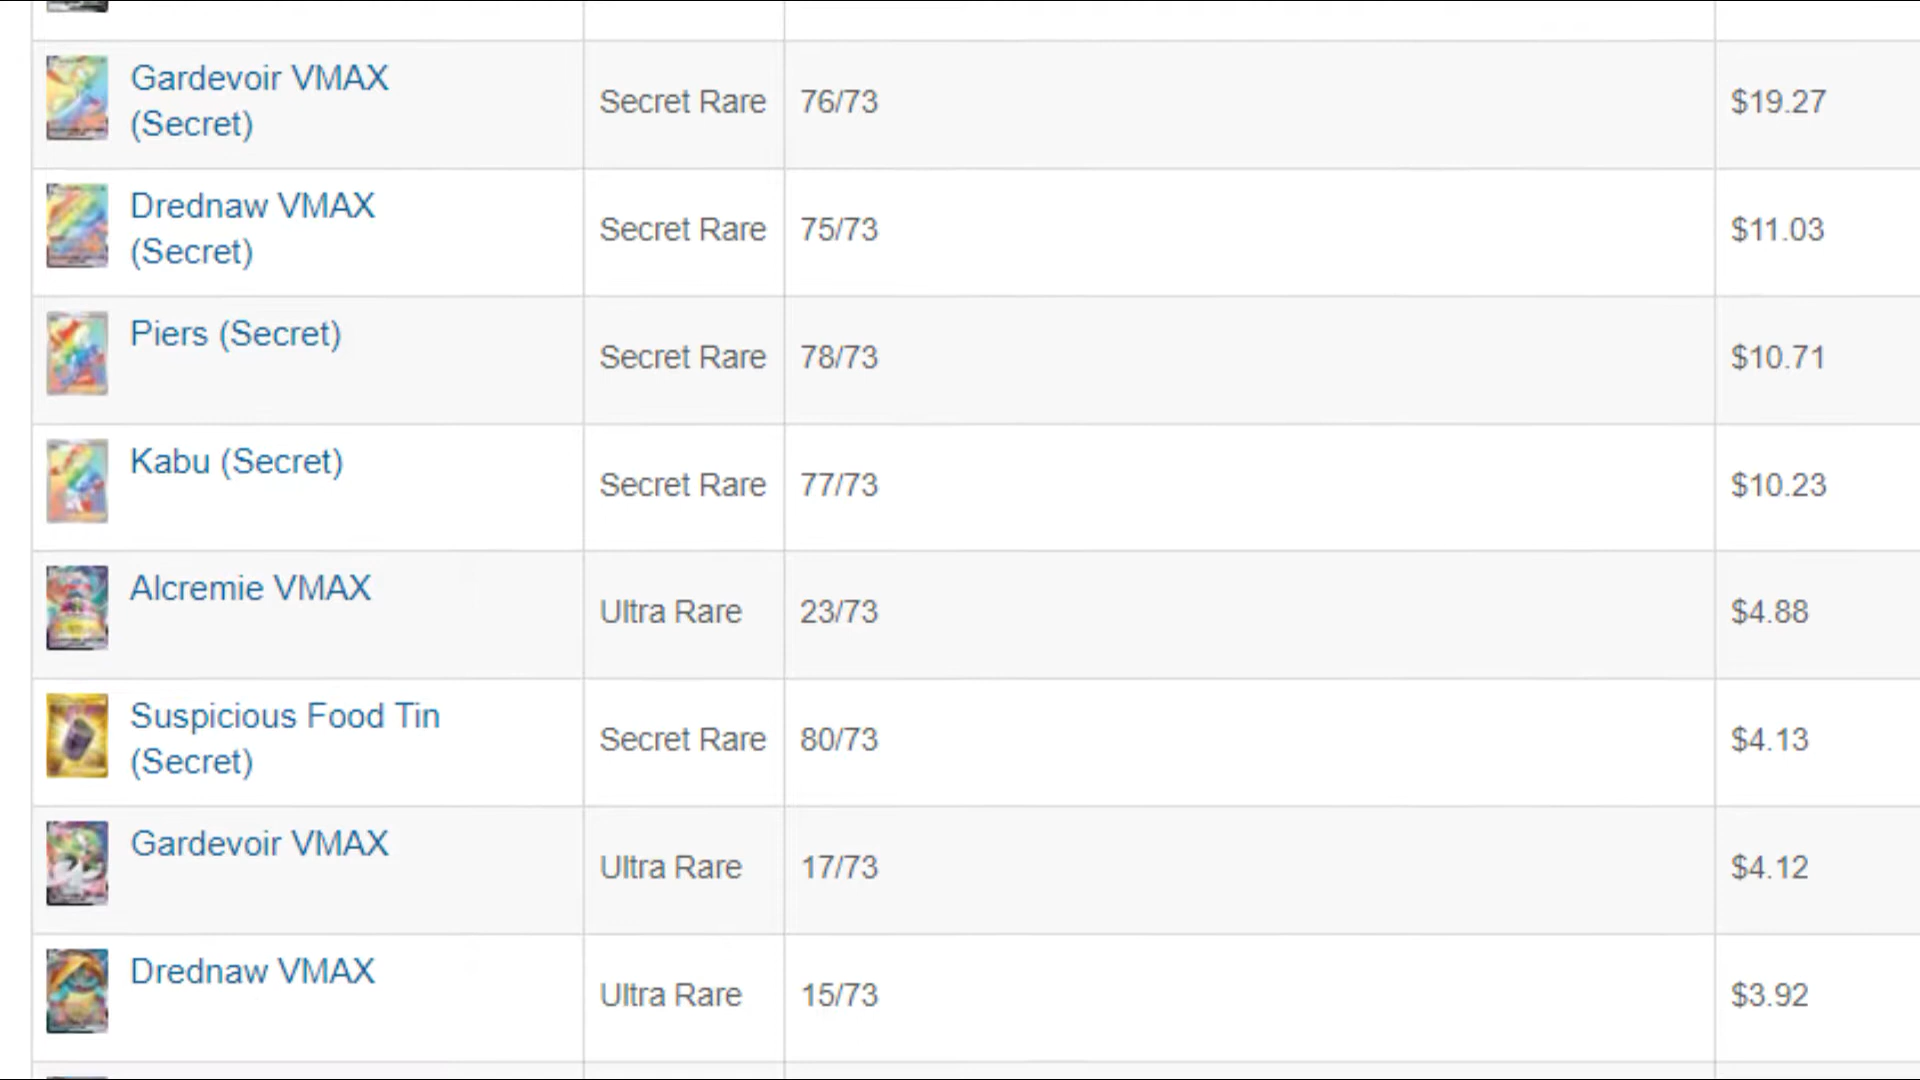 Gardevoir VMAX
(Secret)
Secret Rare
76/73
$19.27
Drednaw VMAX
(Secret)
Secret Rare
75/73
$11.03
Piers (Secret)
Secret Rare
78/73
$10.71
Kabu (Secret)
Secret Rare
77/73
$10.23
Alcremie VMAX
Ultra Rare
23/73
$4.88
Suspicious Food Tin
(Secret)
Secret Rare
80/73
$4.13
Gardevoir VMAX
Ultra Rare
17/73
$4.12
Drednaw VMAX
Ultra Rare
15/73
$3.92